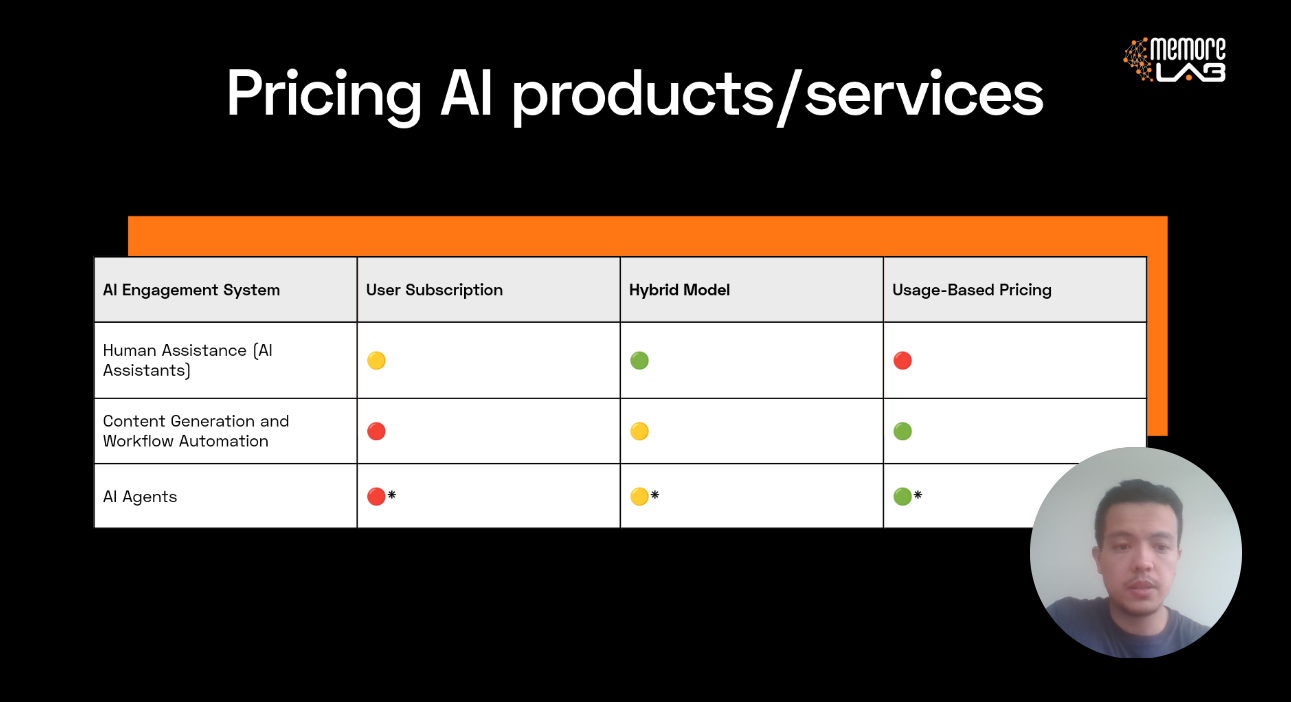 memore
LAB
Pricing AI products/services
AI Engagement System
User Subscription
Hybrid Model
Usage-Based Pricing
Human Assistance (AI
Assistants)
Content Generation and
Workflow Automation
AI Agents
*
*
*